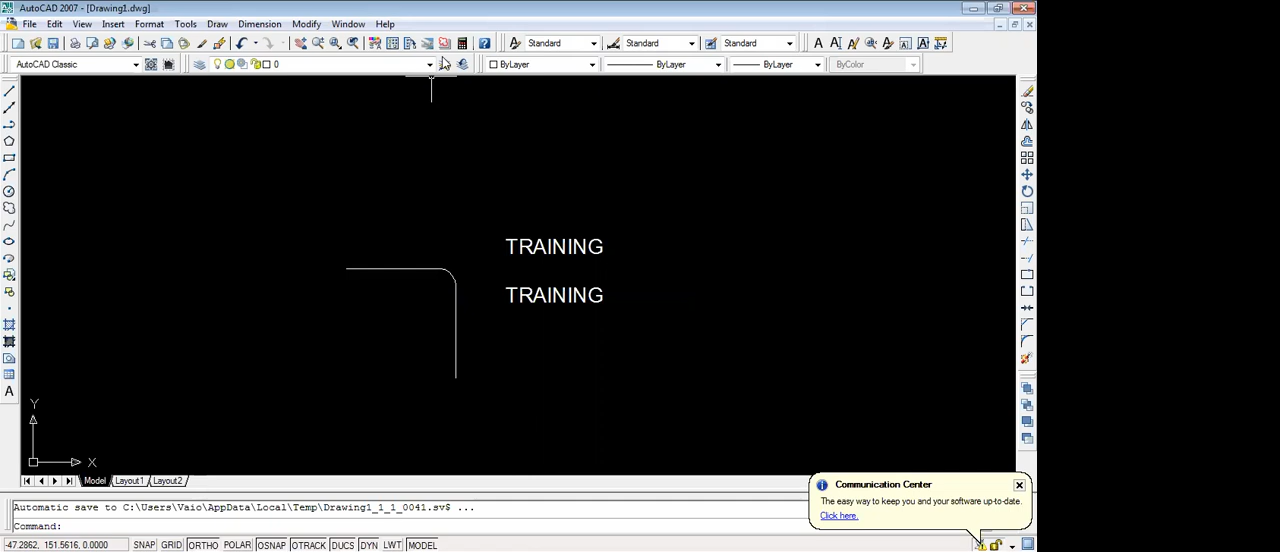 AutoCAD 2007 - [Drawing1.dwg]
File Edit View Insert Format Tools Draw Dimension Modify Window Help
Standard Standard Standard
AutoCAD Classic 0 ByLayer ByLayer ByLayer ByColor
TRAINING
TRAINING
Y
X
Model Layout1 Layout2
Communication Center
The easy way to keep you and your software up-to-date.
Click here.
Automatic save to C:\Users\Vaio\AppData\Local\Temp\Drawing1_1_1_0041.sv$ ...
Command:
-47.2862, 151.5616, 0.0000 SNAP GRID ORTHO POLAR OSNAP OTRACK DUCS DYN LWT MODEL